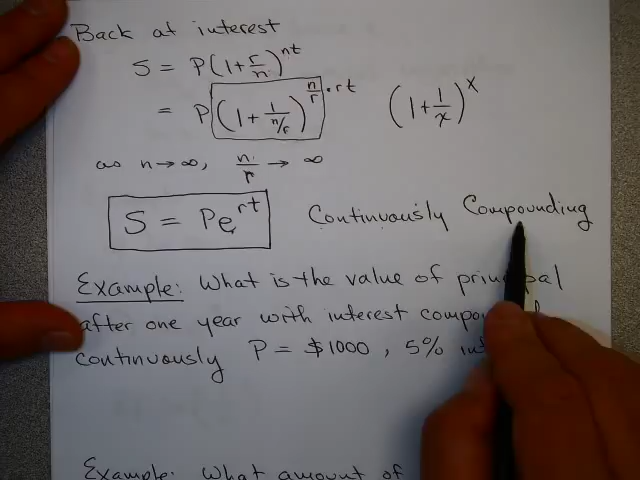 Back at interest
S = P(1+r/n)^nt
= P(1+1/(n/r))^(n/r · rt) (1+1/x)^x
as n→∞, n/r → ∞
S = Pe^rt Continuously Compounding
Example: What is the value of principal
after one year with interest
continuously P = $1000, 5%
Example: What amount of